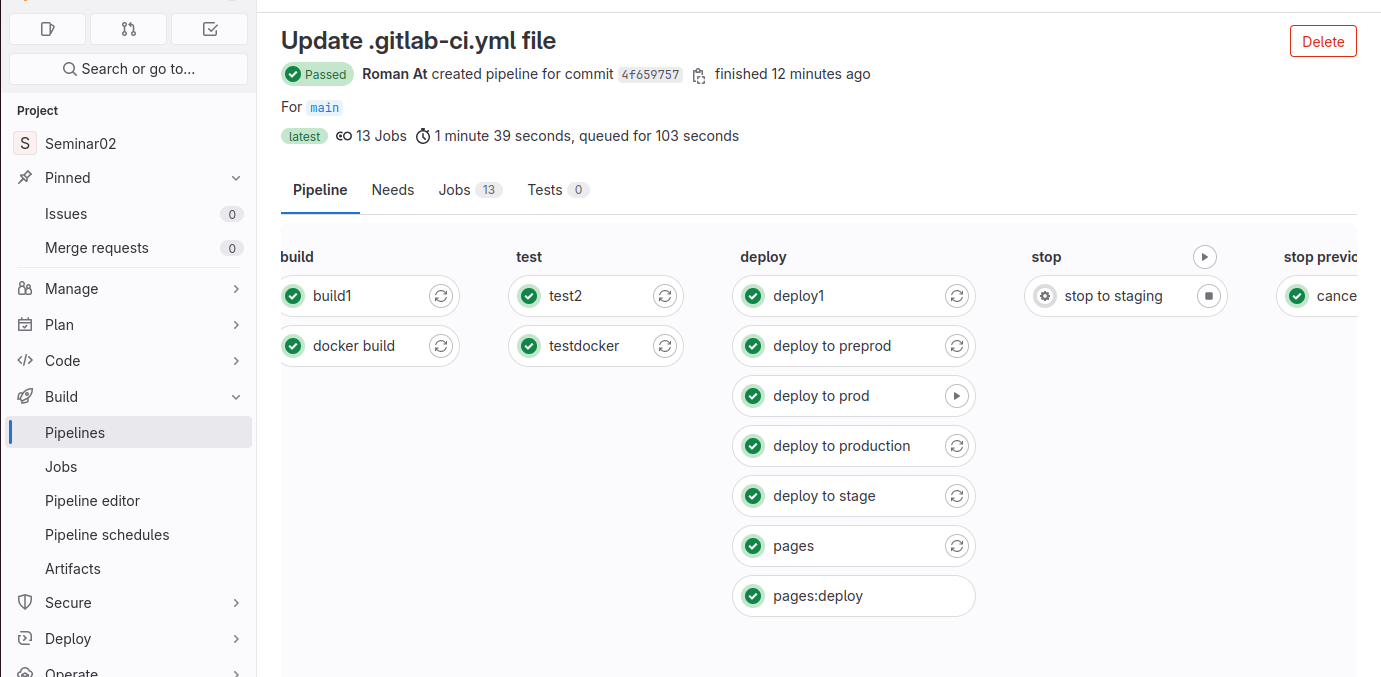 Search or go to...
Project
S Seminar02
Pinned
Issues 0
Merge requests 0
Manage
Plan
Code
Build
Pipelines
Jobs
Pipeline editor
Pipeline schedules
Artifacts
Secure
Deploy
Operate
Update .gitlab-ci.yml file
Delete
Passed Roman At created pipeline for commit 4f659757 finished 12 minutes ago
For main
latest 13 Jobs 1 minute 39 seconds, queued for 103 seconds
Pipeline Needs Jobs 13 Tests 0
build
build1
docker build
test
test2
testdocker
deploy
deploy1
deploy to preprod
deploy to prod
deploy to production
deploy to stage
pages
pages:deploy
stop
stop to staging
stop previo
cance